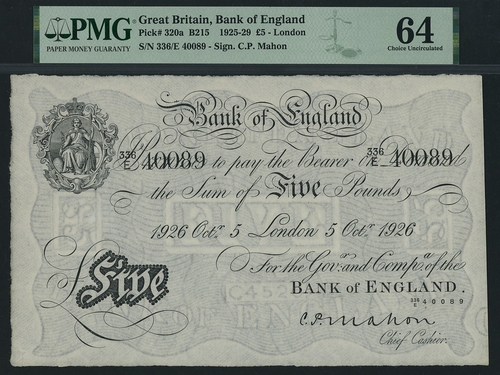 PMG
PAPER MONEY GUARANTY
Great Britain, Bank of England
Pick# 320a B215 1925-29 £5 - London
S/N 336/E 40089 - Sign. C.P. Mahon
64
Choice Uncirculated
Bank of England
336/E 40089 to pay the Bearer on Demand 336/E 40089
the Sum of Five Pounds
1926 Octr. 5 London 5 Octr. 1926
For the Govr. and Compa. of the
BANK OF ENGLAND.
336/E 40089
£ Five
C.P. Mahon
Chief Cashier.